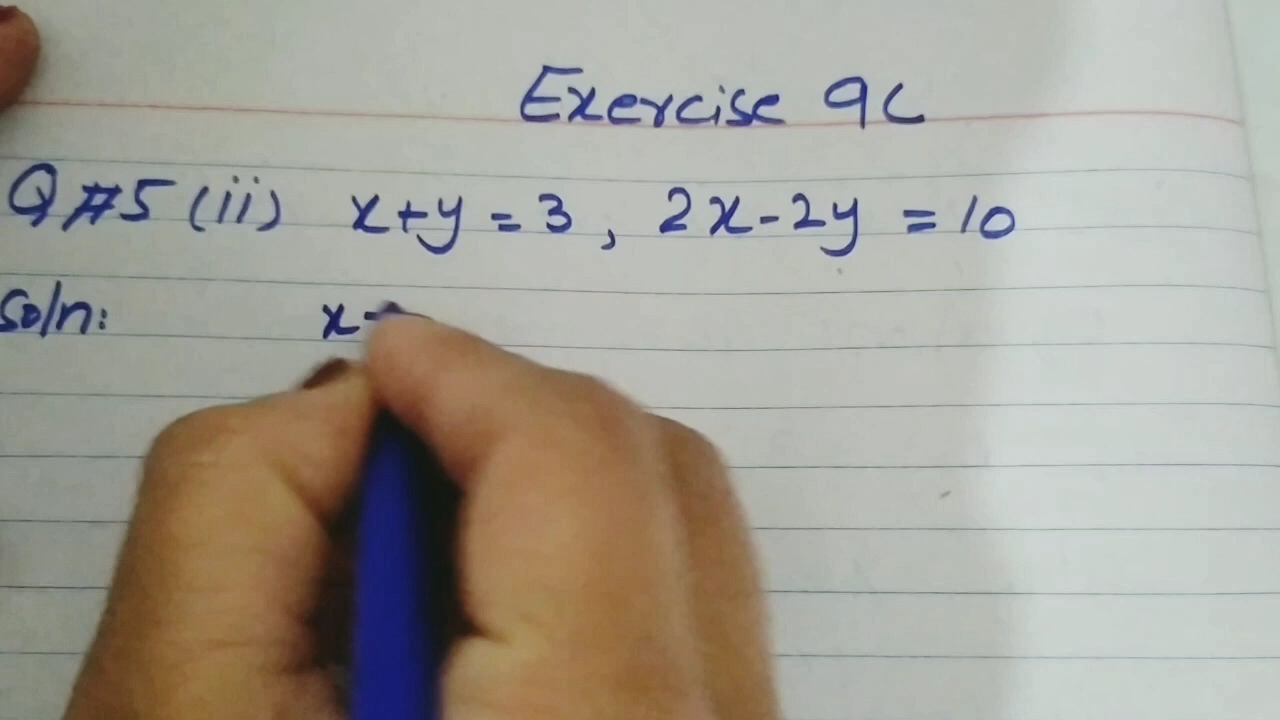 Exercise 9C
Q#5 (ii) x+y = 3, 2x-2y = 10
Soln: x